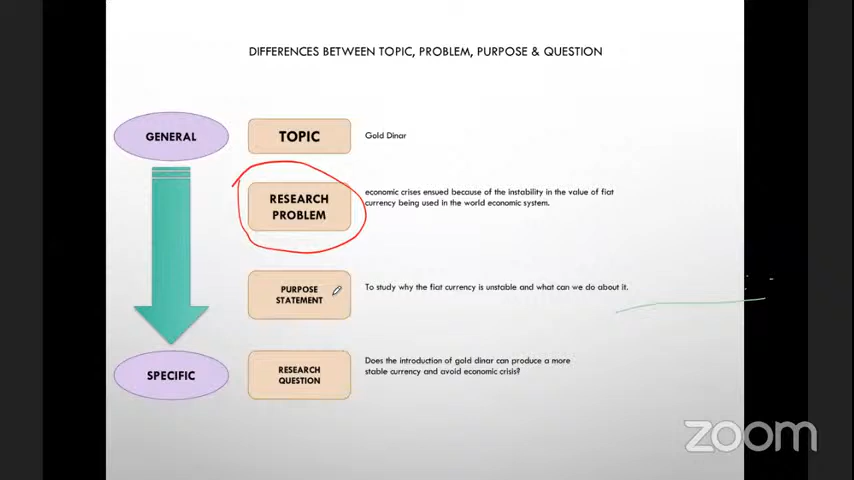 DIFFERENCES BETWEEN TOPIC, PROBLEM, PURPOSE & QUESTION
GENERAL
TOPIC
Gold Dinar
RESEARCH
PROBLEM
economic crises ensued because of the instability in the value of fiat
currency being used in the world economic system.
PURPOSE
STATEMENT
To study why the fiat currency is unstable and what can we do about it.
SPECIFIC
RESEARCH
QUESTION
Does the introduction of gold dinar can produce a more
stable currency and avoid economic crisis?
zoom